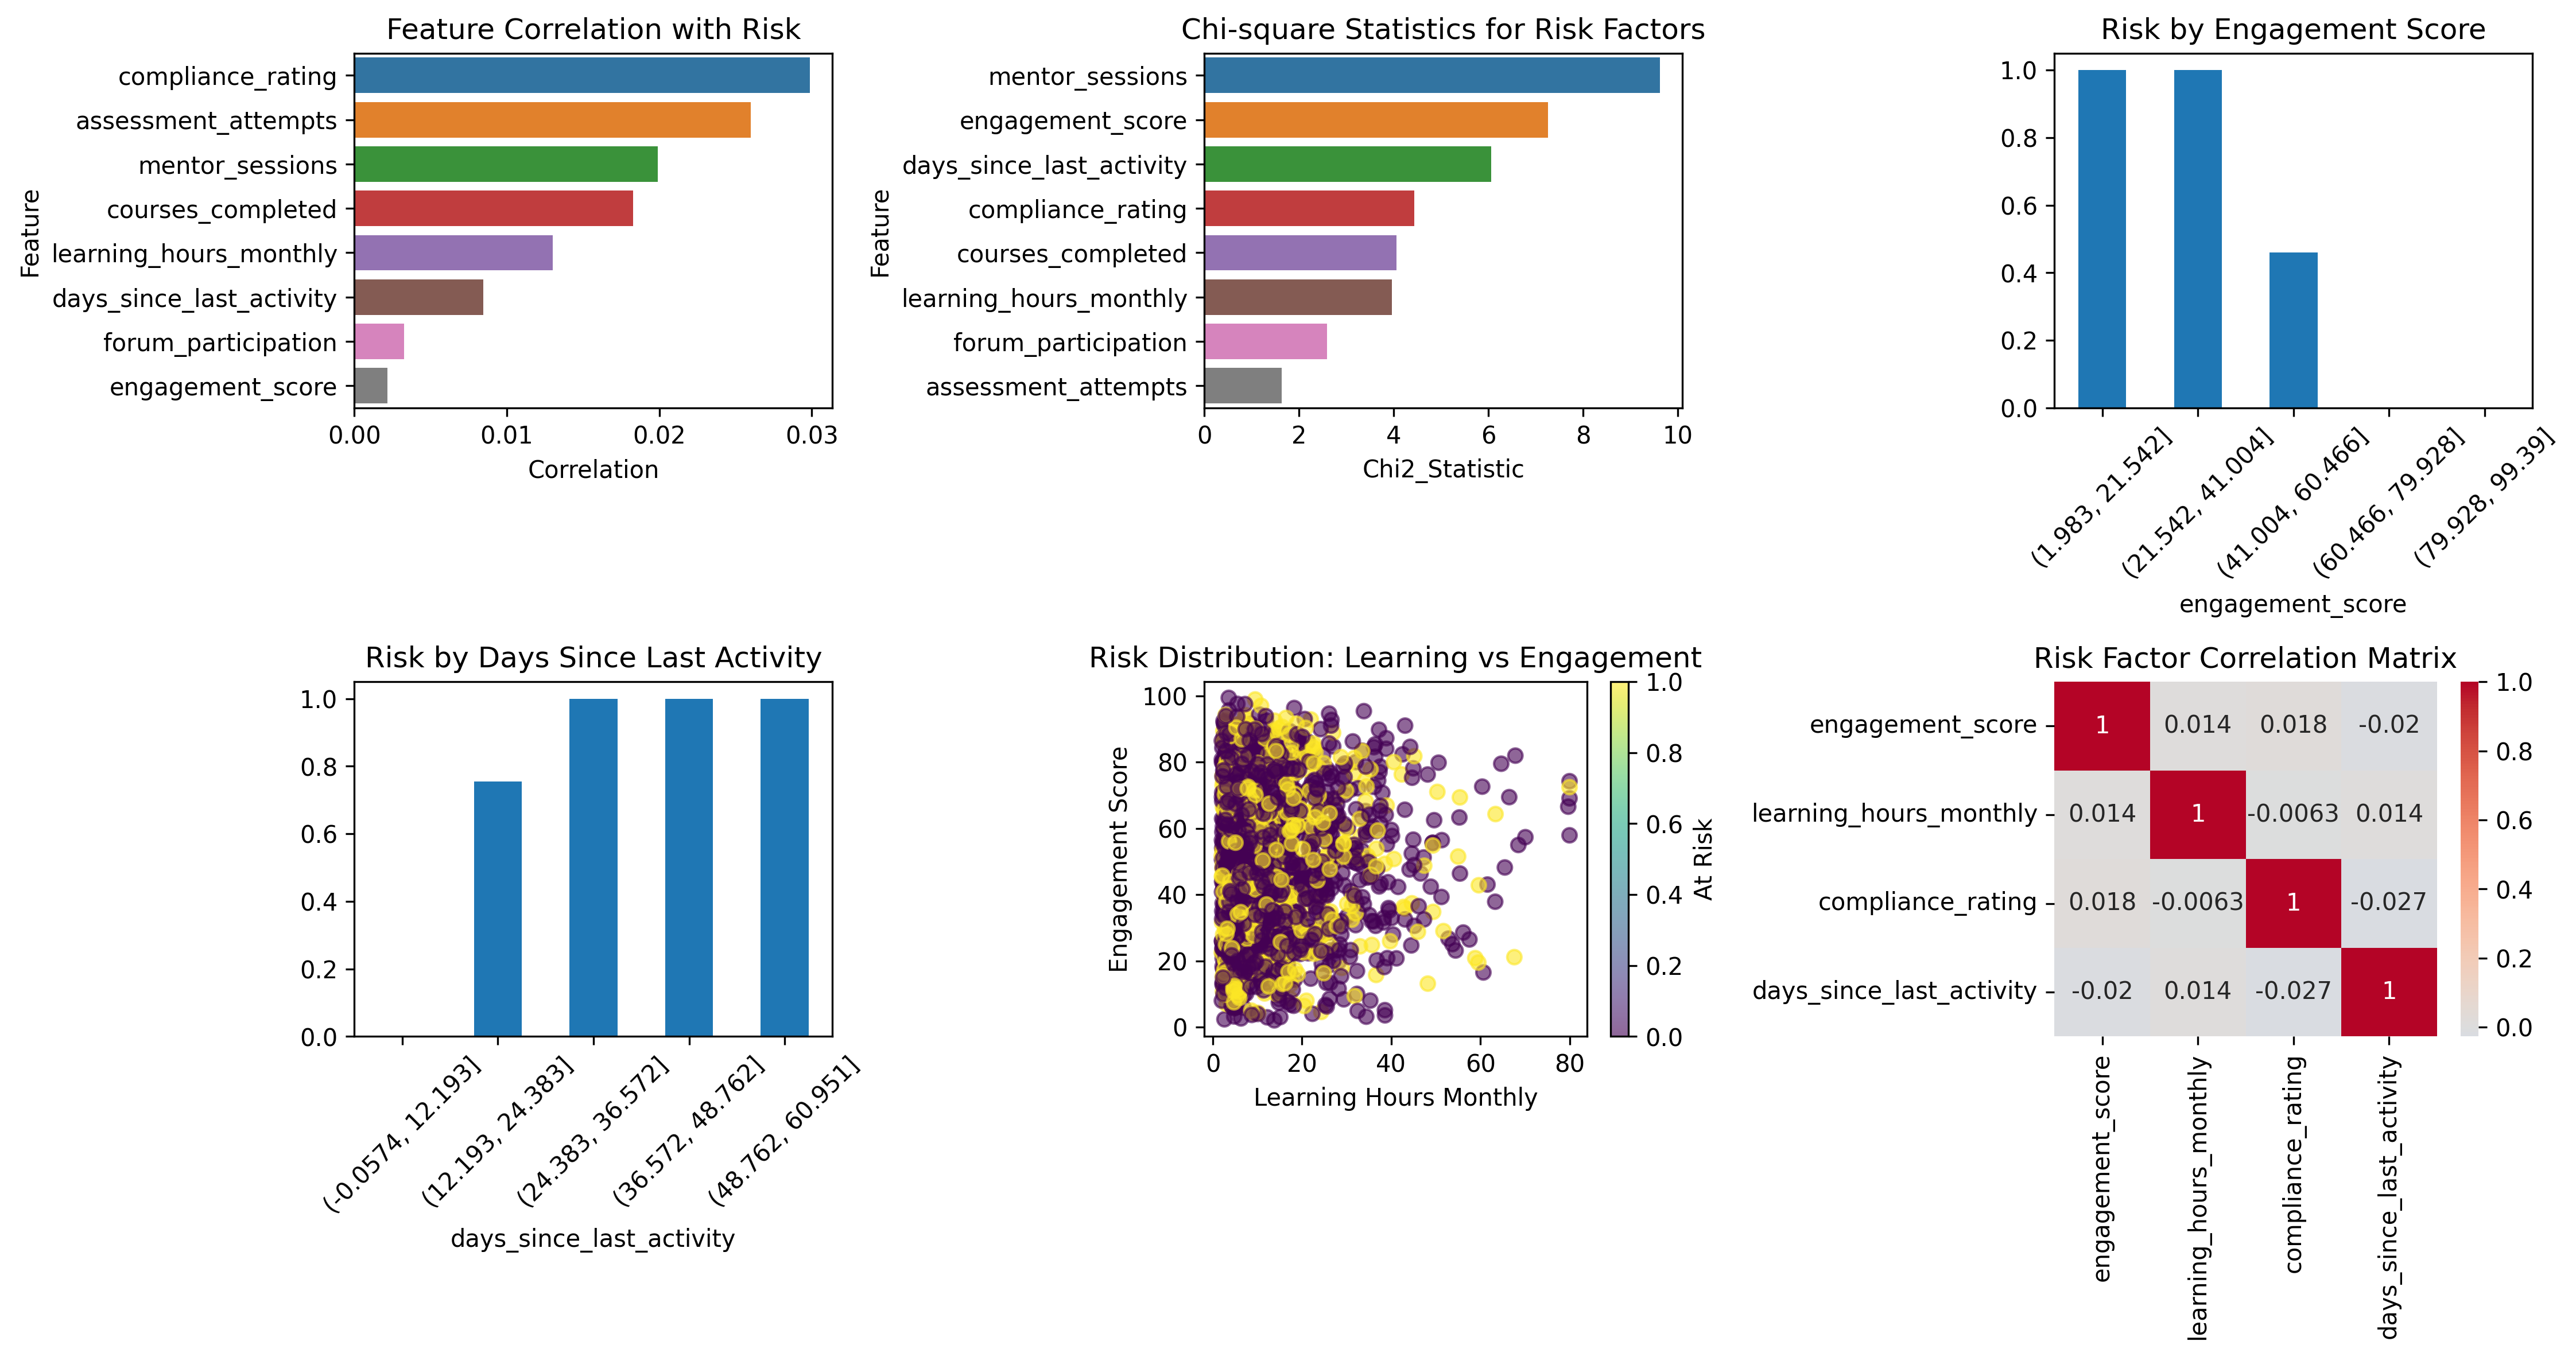 Feature Correlation with Risk
Feature
compliance_rating
assessment_attempts
mentor_sessions
courses_completed
learning_hours_monthly
days_since_last_activity
forum_participation
engagement_score
0.00 0.01 0.02 0.03
Correlation
Chi-square Statistics for Risk Factors
Feature
mentor_sessions
engagement_score
days_since_last_activity
compliance_rating
courses_completed
learning_hours_monthly
forum_participation
assessment_attempts
0 2 4 6 8 10
Chi2_Statistic
Risk by Engagement Score
1.0
0.8
0.6
0.4
0.2
0.0
(1.983, 21.542]
(21.542, 41.004]
(41.004, 60.466]
(60.466, 79.928]
(79.928, 99.39]
engagement_score
Risk by Days Since Last Activity
1.0
0.8
0.6
0.4
0.2
0.0
(-0.0574, 12.193]
(12.193, 24.383]
(24.383, 36.572]
(36.572, 48.762]
(48.762, 60.951]
days_since_last_activity
Risk Distribution: Learning vs Engagement
Engagement Score
100
80
60
40
20
0
0 20 40 60 80
Learning Hours Monthly
1.0
0.8
0.6
0.4
0.2
0.0
At Risk
Risk Factor Correlation Matrix
engagement_score 1 0.014 0.018 -0.02
learning_hours_monthly 0.014 1 -0.0063 0.014
compliance_rating 0.018 -0.0063 1 -0.027
days_since_last_activity -0.02 0.014 -0.027 1
engagement_score
learning_hours_monthly
compliance_rating
days_since_last_activity
1.0
0.8
0.6
0.4
0.2
0.0